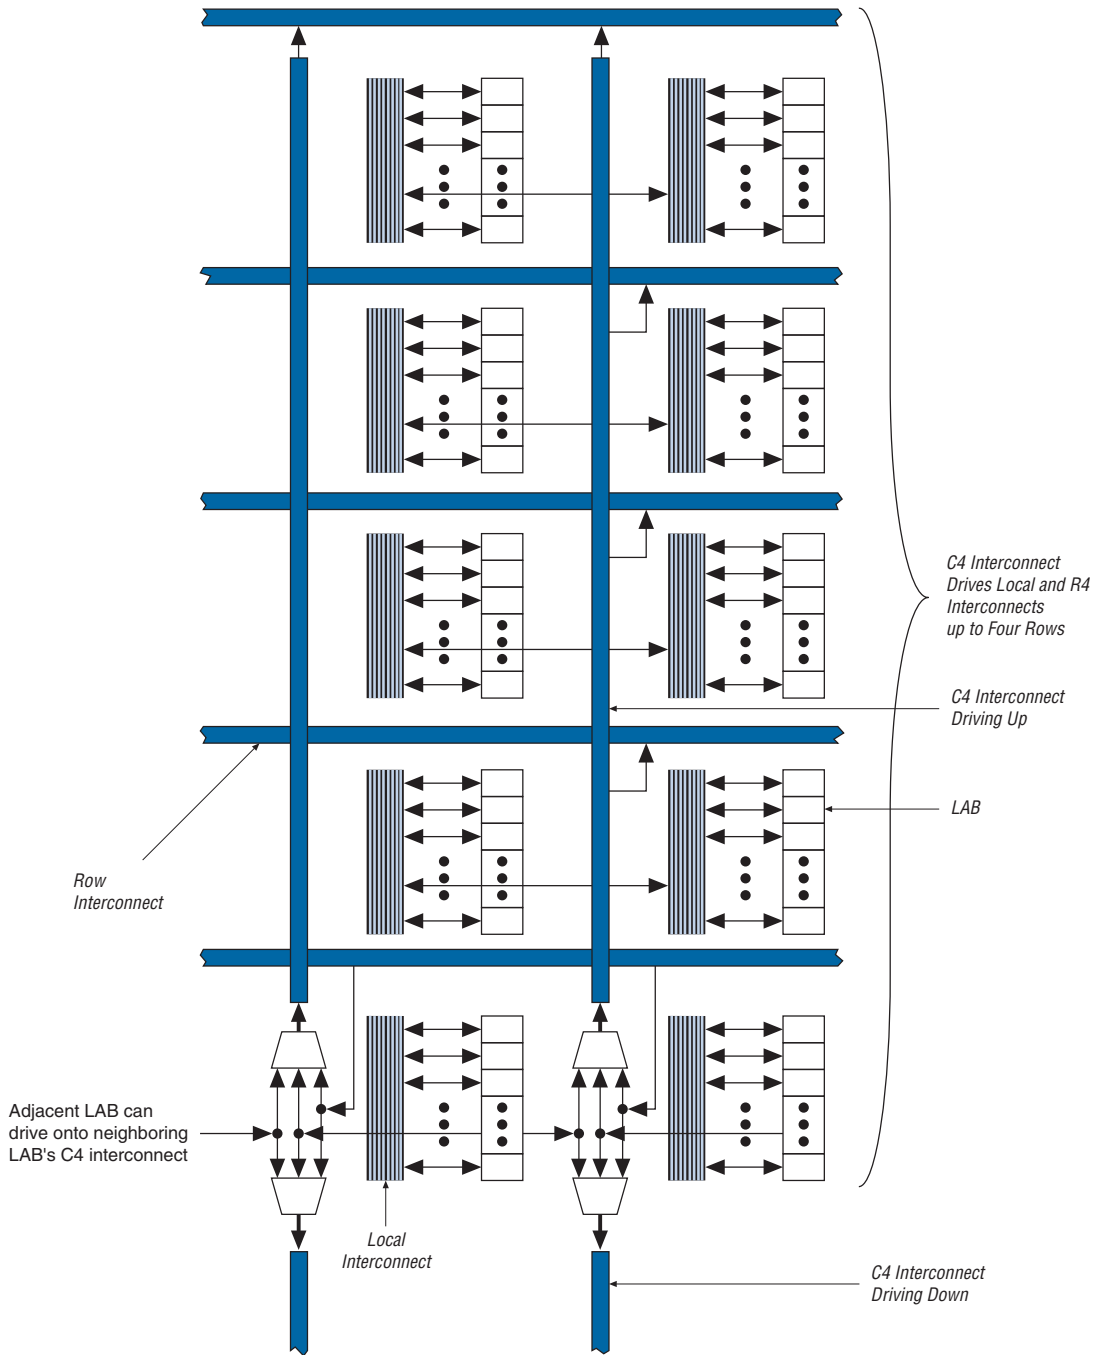 C4 Interconnect
Drives Local and R4
Interconnects
up to Four Rows
C4 Interconnect
Driving Up
LAB
Row
Interconnect
Adjacent LAB can
drive onto neighboring
LAB's C4 interconnect
Local
Interconnect
C4 Interconnect
Driving Down